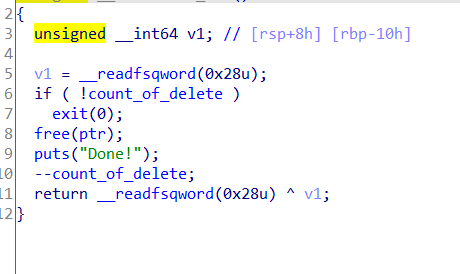 2 {
3 unsigned __int64 v1; // [rsp+8h] [rbp-10h]
4
5 v1 = __readfsqword(0x28u);
6 if ( !count_of_delete )
7 exit(0);
8 free(ptr);
9 puts("Done!");
10 --count_of_delete;
11 return __readfsqword(0x28u) ^ v1;
12 }